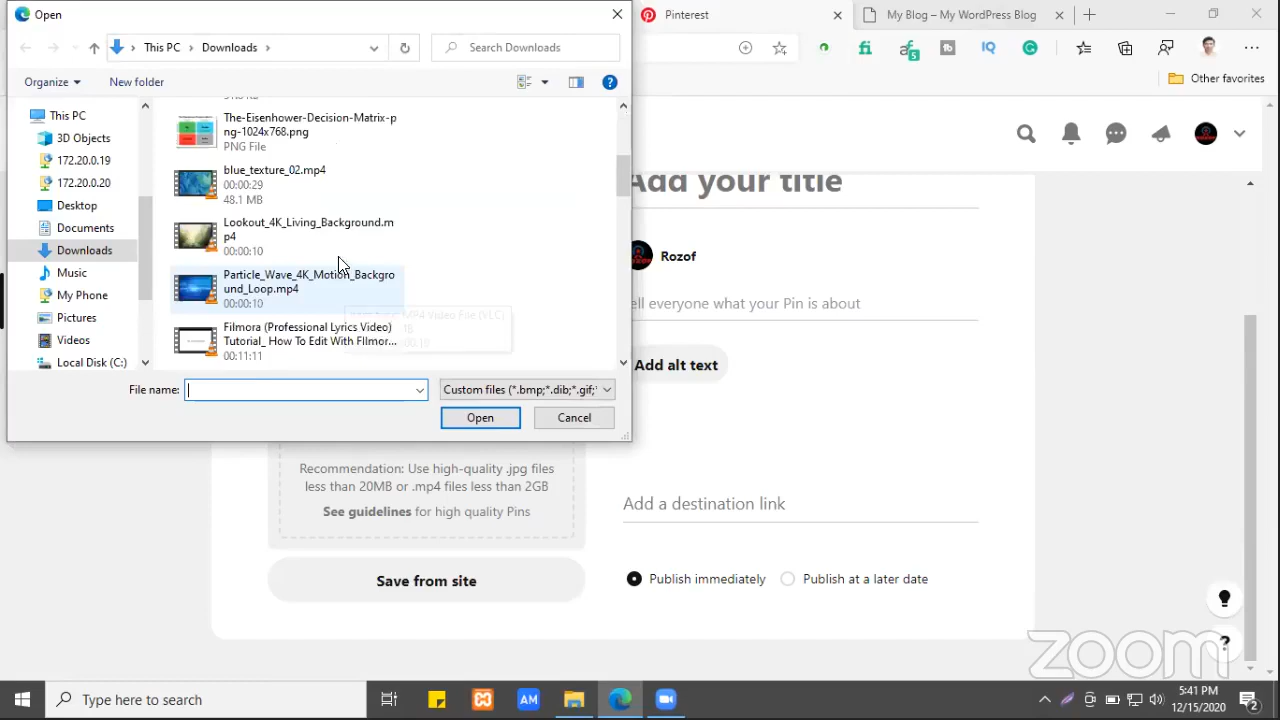 Open
Pinterest
My Blog – My WordPress Blog
This PC
Downloads
Search Downloads
5
IQ
Organize
New folder
Other favorites
This PC
3D Objects
172.20.0.19
172.20.0.20
Desktop
Documents
Downloads
Music
My Phone
Pictures
Videos
Local Disk (C:)
The-Eisenhower-Decision-Matrix-p
ng-1024x768.png
PNG File
blue_texture_02.mp4
00:00:29
48.1 MB
Lookout_4K_Living_Background.m
p4
00:00:10
Particle_Wave_4K_Motion_Backgro
und_Loop.mp4
00:00:10
Filmora (Professional Lyrics Video)
Tutorial_ How To Edit With FIlmor...
00:11:11
File name:
Custom files (*.bmp;*.dib;*.gif;*
Open
Cancel
Add your title
Rozof
ell everyone what your Pin is about
Add alt text
Recommendation: Use high-quality .jpg files
less than 20MB or .mp4 files less than 2GB
See guidelines for high quality Pins
Add a destination link
Save from site
Publish immediately
Publish at a later date
?
zoom
Type here to search
AM
5:41 PM
12/15/2020
2